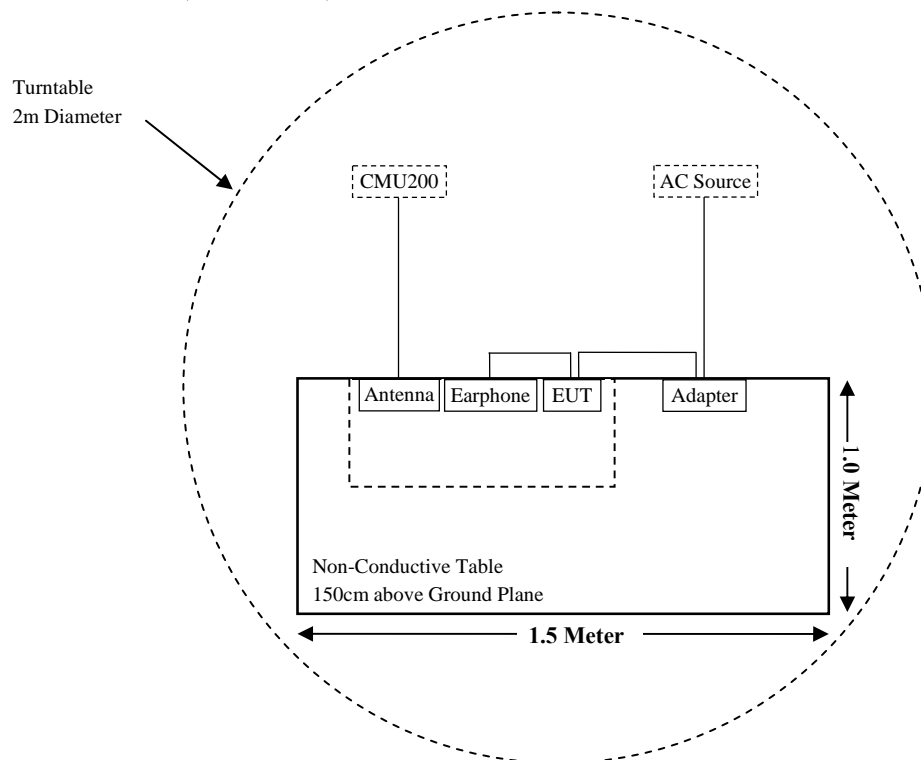 Turntable
2m Diameter
CMU200
AC Source
Antenna
Earphone
EUT
Adapter
1.0 Meter
Non-Conductive Table
150cm above Ground Plane
1.5 Meter